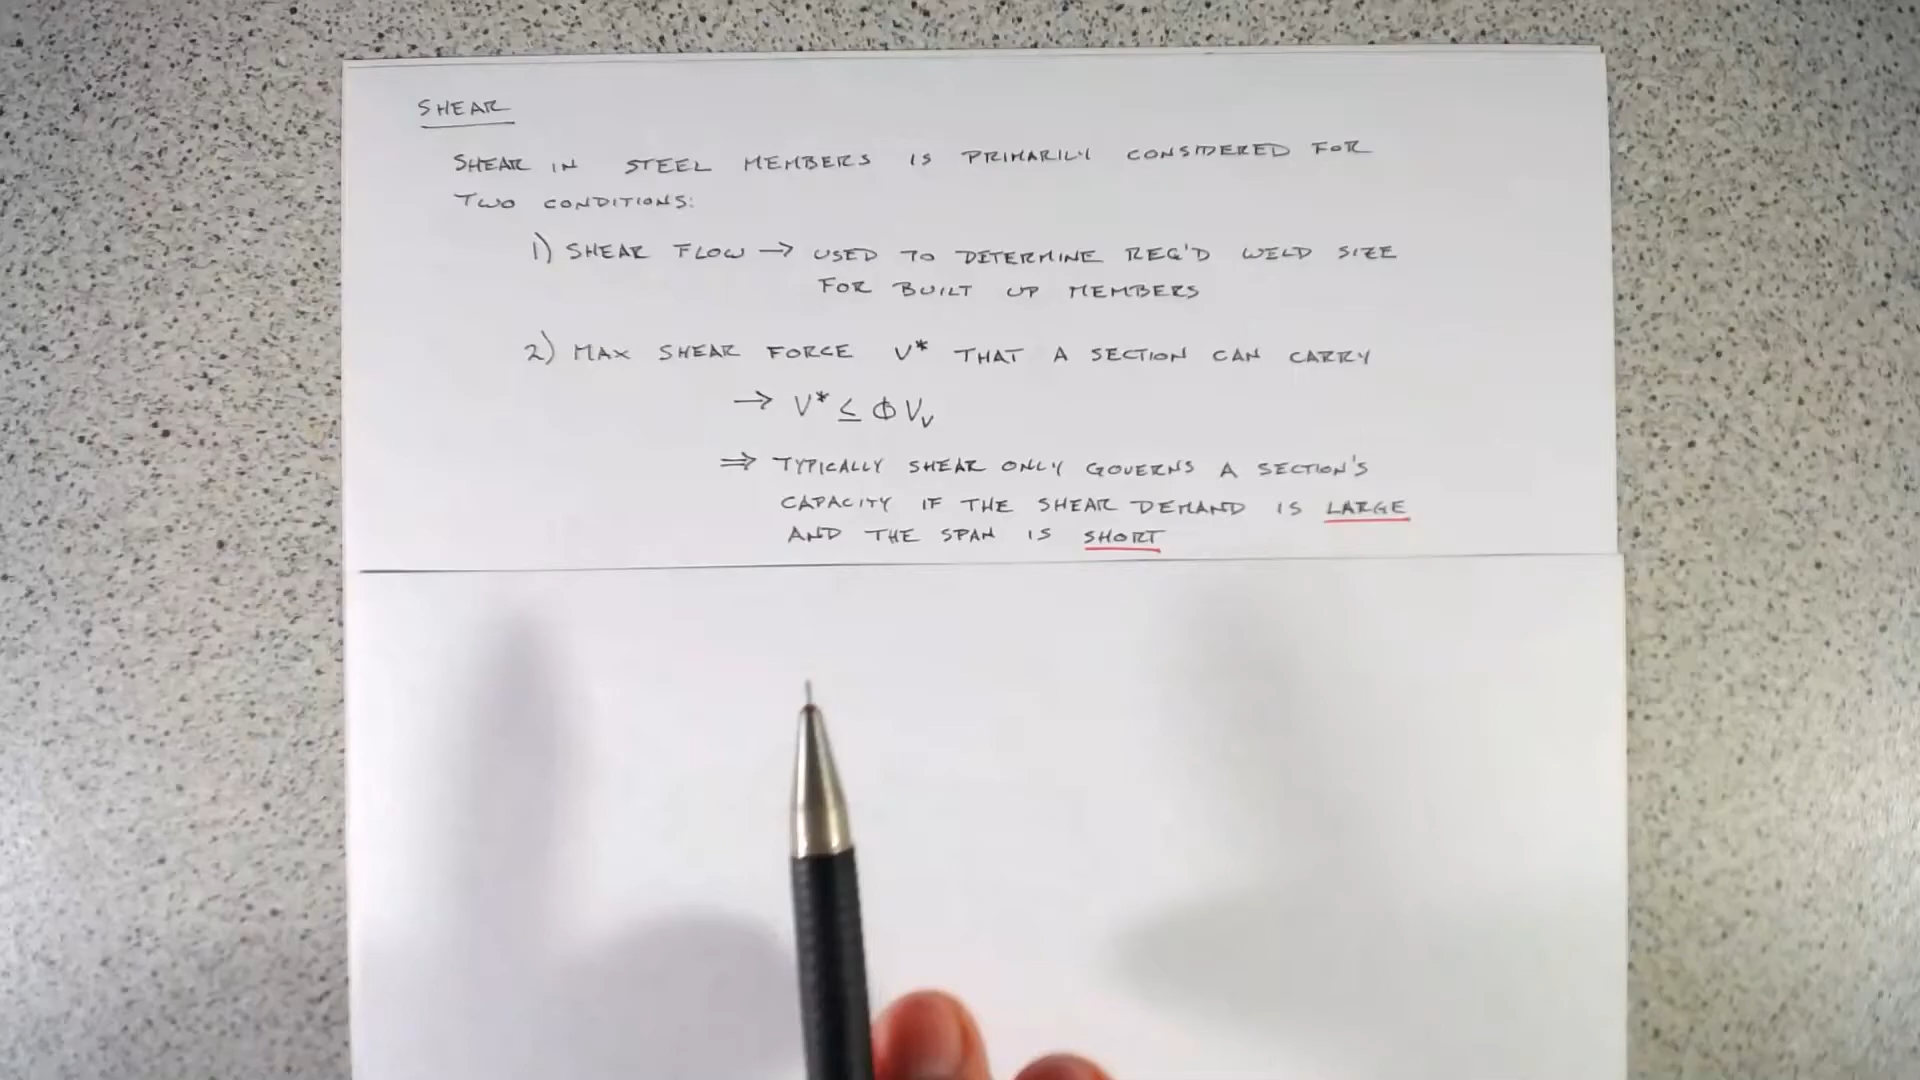 SHEAR
SHEAR IN STEEL MEMBERS IS PRIMARILY CONSIDERED FOR
TWO CONDITIONS:
1) SHEAR FLOW → USED TO DETERMINE REQ'D WELD SIZE
FOR BUILT UP MEMBERS
2) MAX SHEAR FORCE V* THAT A SECTION CAN CARRY
→ V* ≤ ϕ Vᵥ
⇒ TYPICALLY SHEAR ONLY GOVERNS A SECTION'S
CAPACITY IF THE SHEAR DEMAND IS LARGE
AND THE SPAN IS SHORT